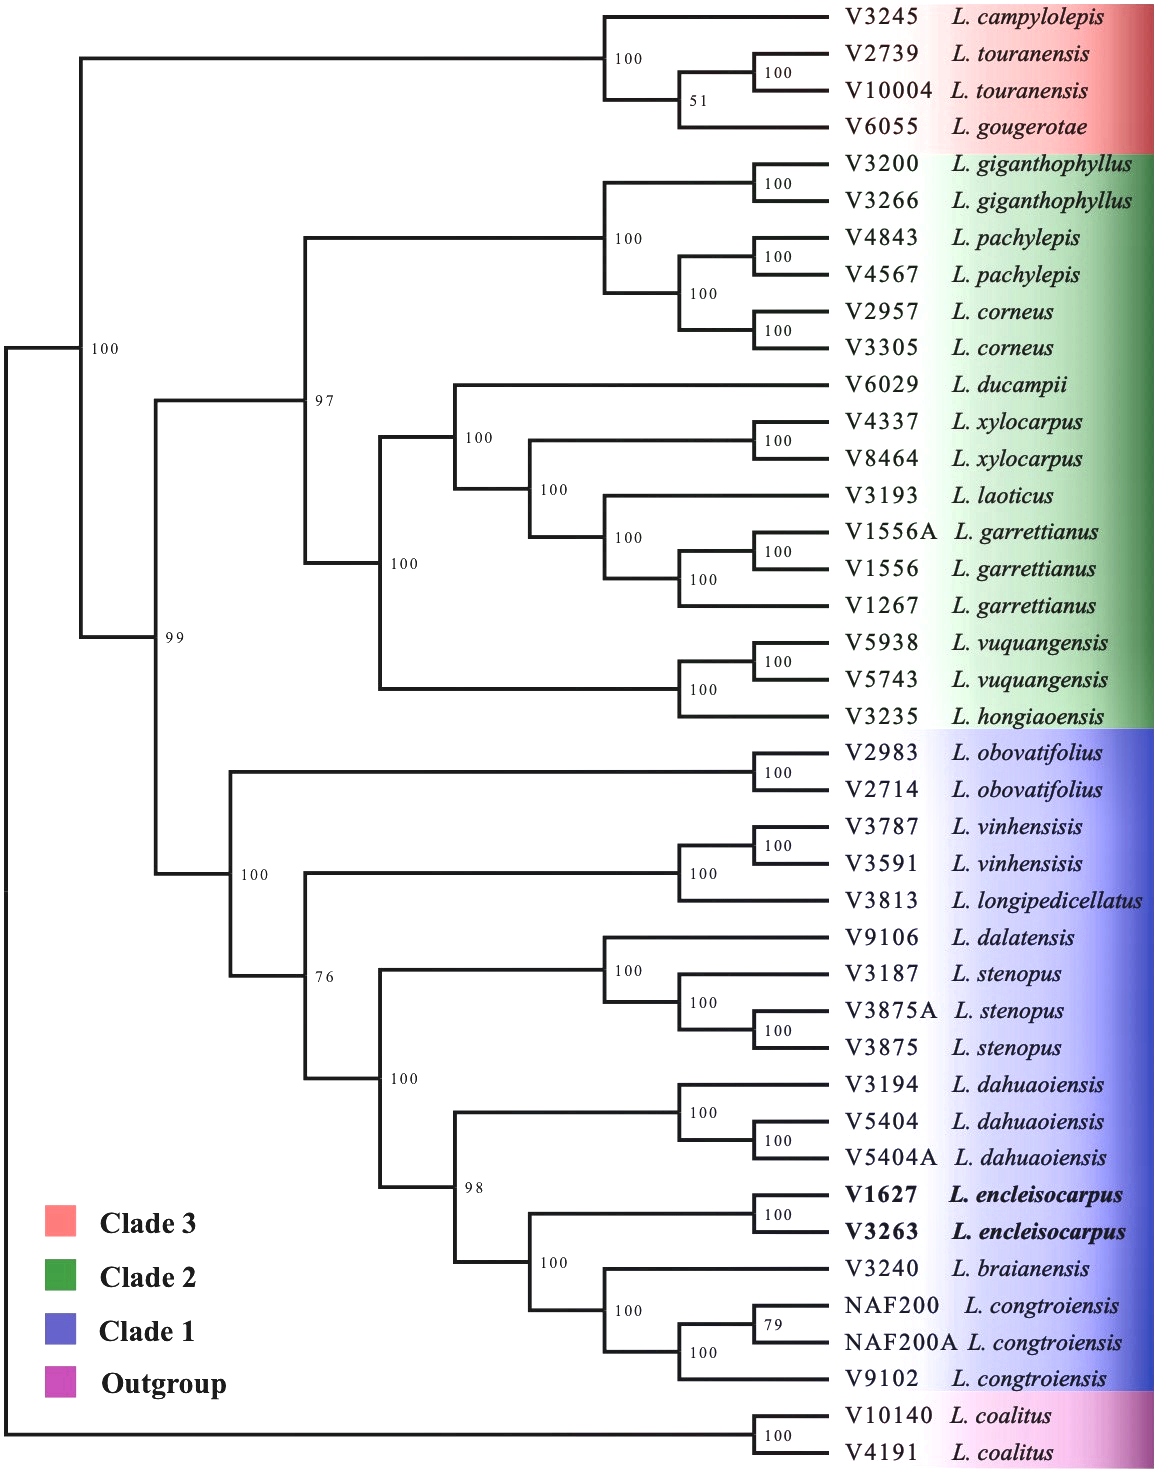 V3245 L. campylolepis
100
V2739 L. touranensis
100
V10004 L. touranensis
51
V6055 L. gougerotae
V3200 L. giganthophyllus
100
V3266 L. giganthophyllus
100
V4843 L. pachylepis
100
V4567 L. pachylepis
100
V2957 L. corneus
100
V3305 L. corneus
100
V6029 L. ducampii
97
V4337 L. xylocarpus
100
100
V8464 L. xylocarpus
100
V3193 L. laoticus
V1556A L. garrettianus
100
100
V1556 L. garrettianus
100
100
V1267 L. garrettianus
99
V5938 L. vuquangensis
100
V5743 L. vuquangensis
100
V3235 L. hongiaoensis
V2983 L. obovatifolius
100
V2714 L. obovatifolius
V3787 L. vinhensisis
100
V3591 L. vinhensisis
100
100
V3813 L. longipedicellatus
V9106 L. dalatensis
100
76
V3187 L. stenopus
100
V3875A L. stenopus
100
V3875 L. stenopus
100
V3194 L. dahuaoiensis
100
V5404 L. dahuaoiensis
100
V5404A L. dahuaoiensis
98
V1627 L. encleisocarpus
100
V3263 L. encleisocarpus
100
V3240 L. braianensis
100
NAF200 L. congtroiensis
79
NAF200A L. congtroiensis
100
V9102 L. congtroiensis
V10140 L. coalitus
100
V4191 L. coalitus
Clade 3
Clade 2
Clade 1
Outgroup